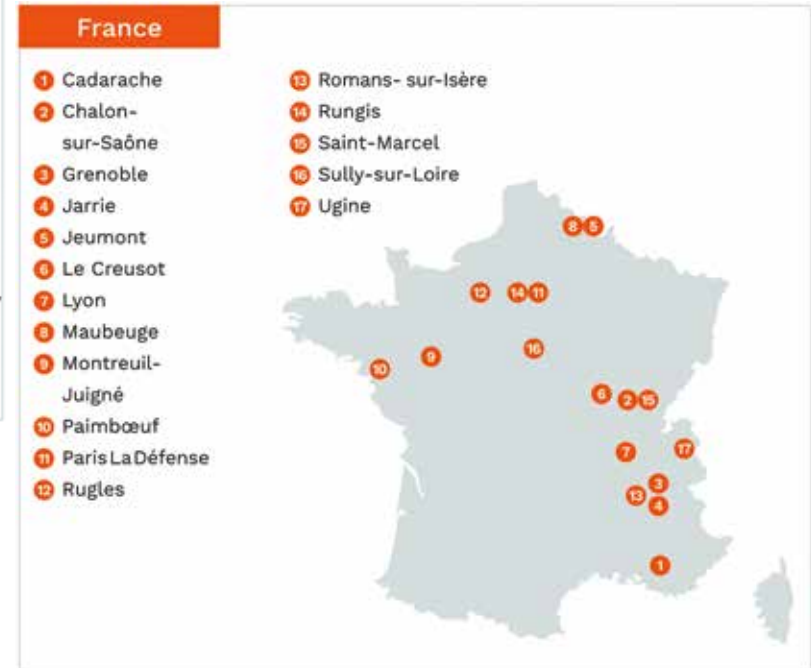 France
1 Cadarache
2 Chalon-
sur-Saône
3 Grenoble
4 Jarrie
5 Jeumont
6 Le Creusot
7 Lyon
8 Maubeuge
9 Montreuil-
Juigné
10 Paimbœuf
11 Paris La Défense
12 Rugles
13 Romans- sur-Isère
14 Rungis
15 Saint-Marcel
16 Sully-sur-Loire
17 Ugine
8 5
12 14 11
16
9
10
6 2 15
7 17
3
13
4
1